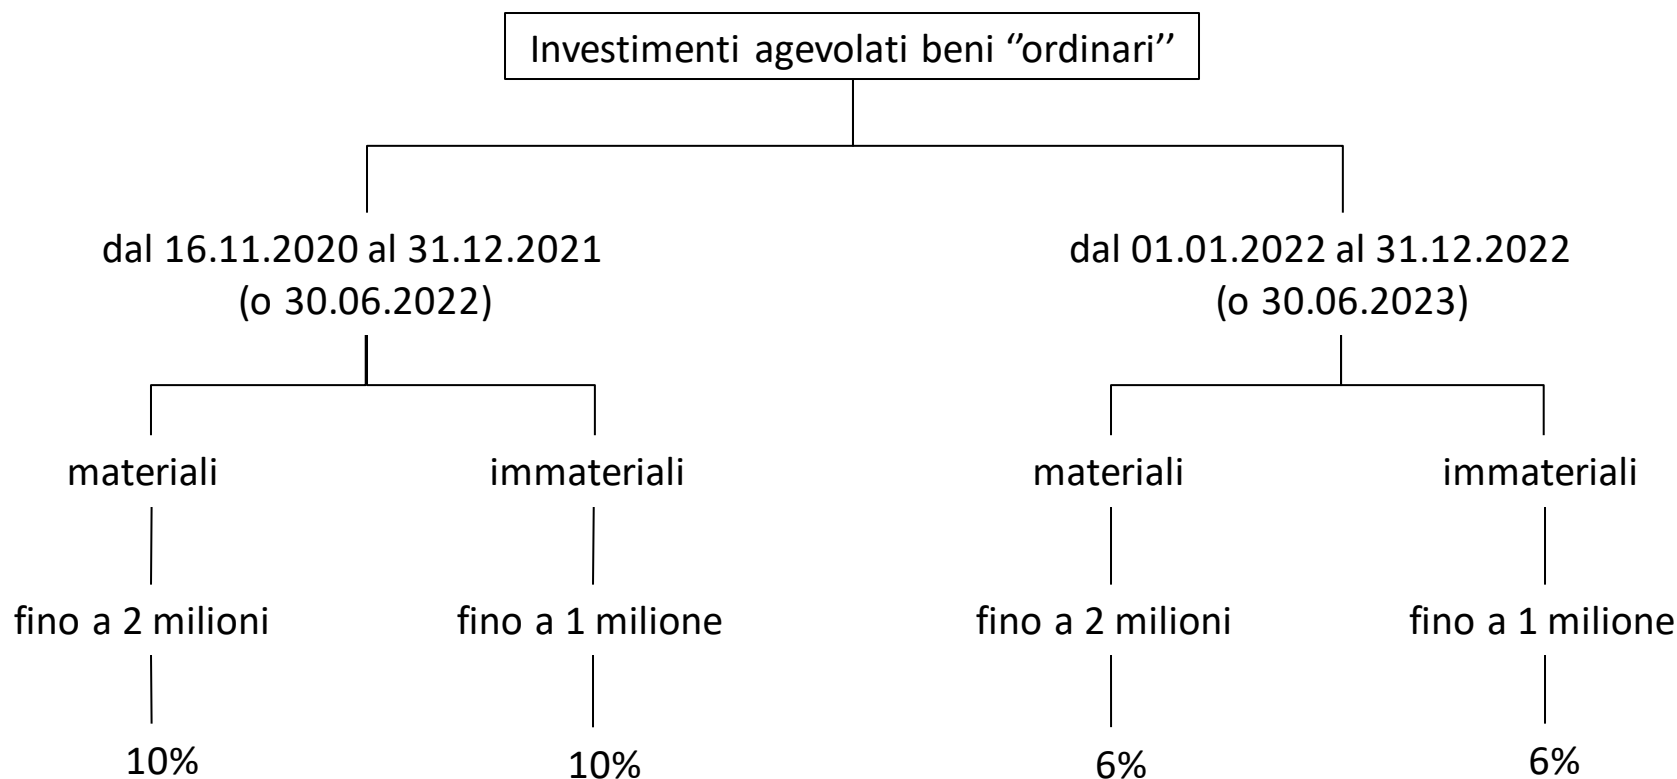 Investimenti agevolati beni ‘’ordinari’’
dal 16.11.2020 al 31.12.2021
(o 30.06.2022)
dal 01.01.2022 al 31.12.2022
(o 30.06.2023)
materiali
immateriali
materiali
immateriali
fino a 2 milioni
fino a 1 milione
fino a 2 milioni
fino a 1 milione
10%
10%
6%
6%